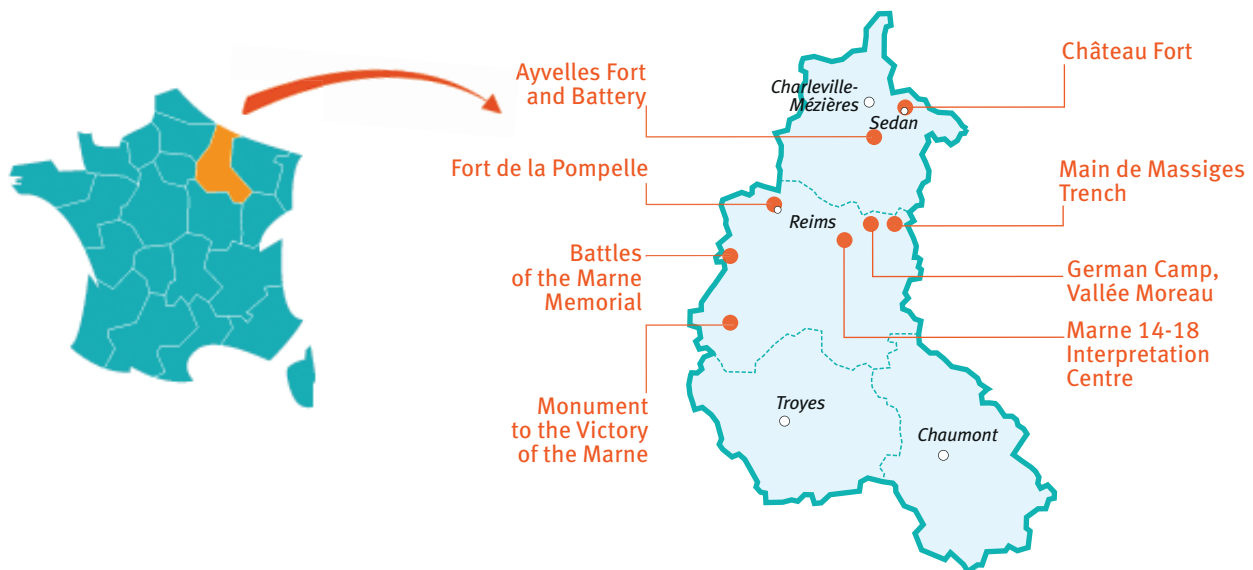 Ayvelles Fort
and Battery
Fort de la Pompelle
Battles
of the Marne
Memorial
Monument
to the Victory
of the Marne
Charleville-
Mézières
Sedan
Reims
Troyes
Chaumont
Château Fort
Main de Massiges
Trench
German Camp,
Vallée Moreau
Marne 14-18
Interpretation
Centre